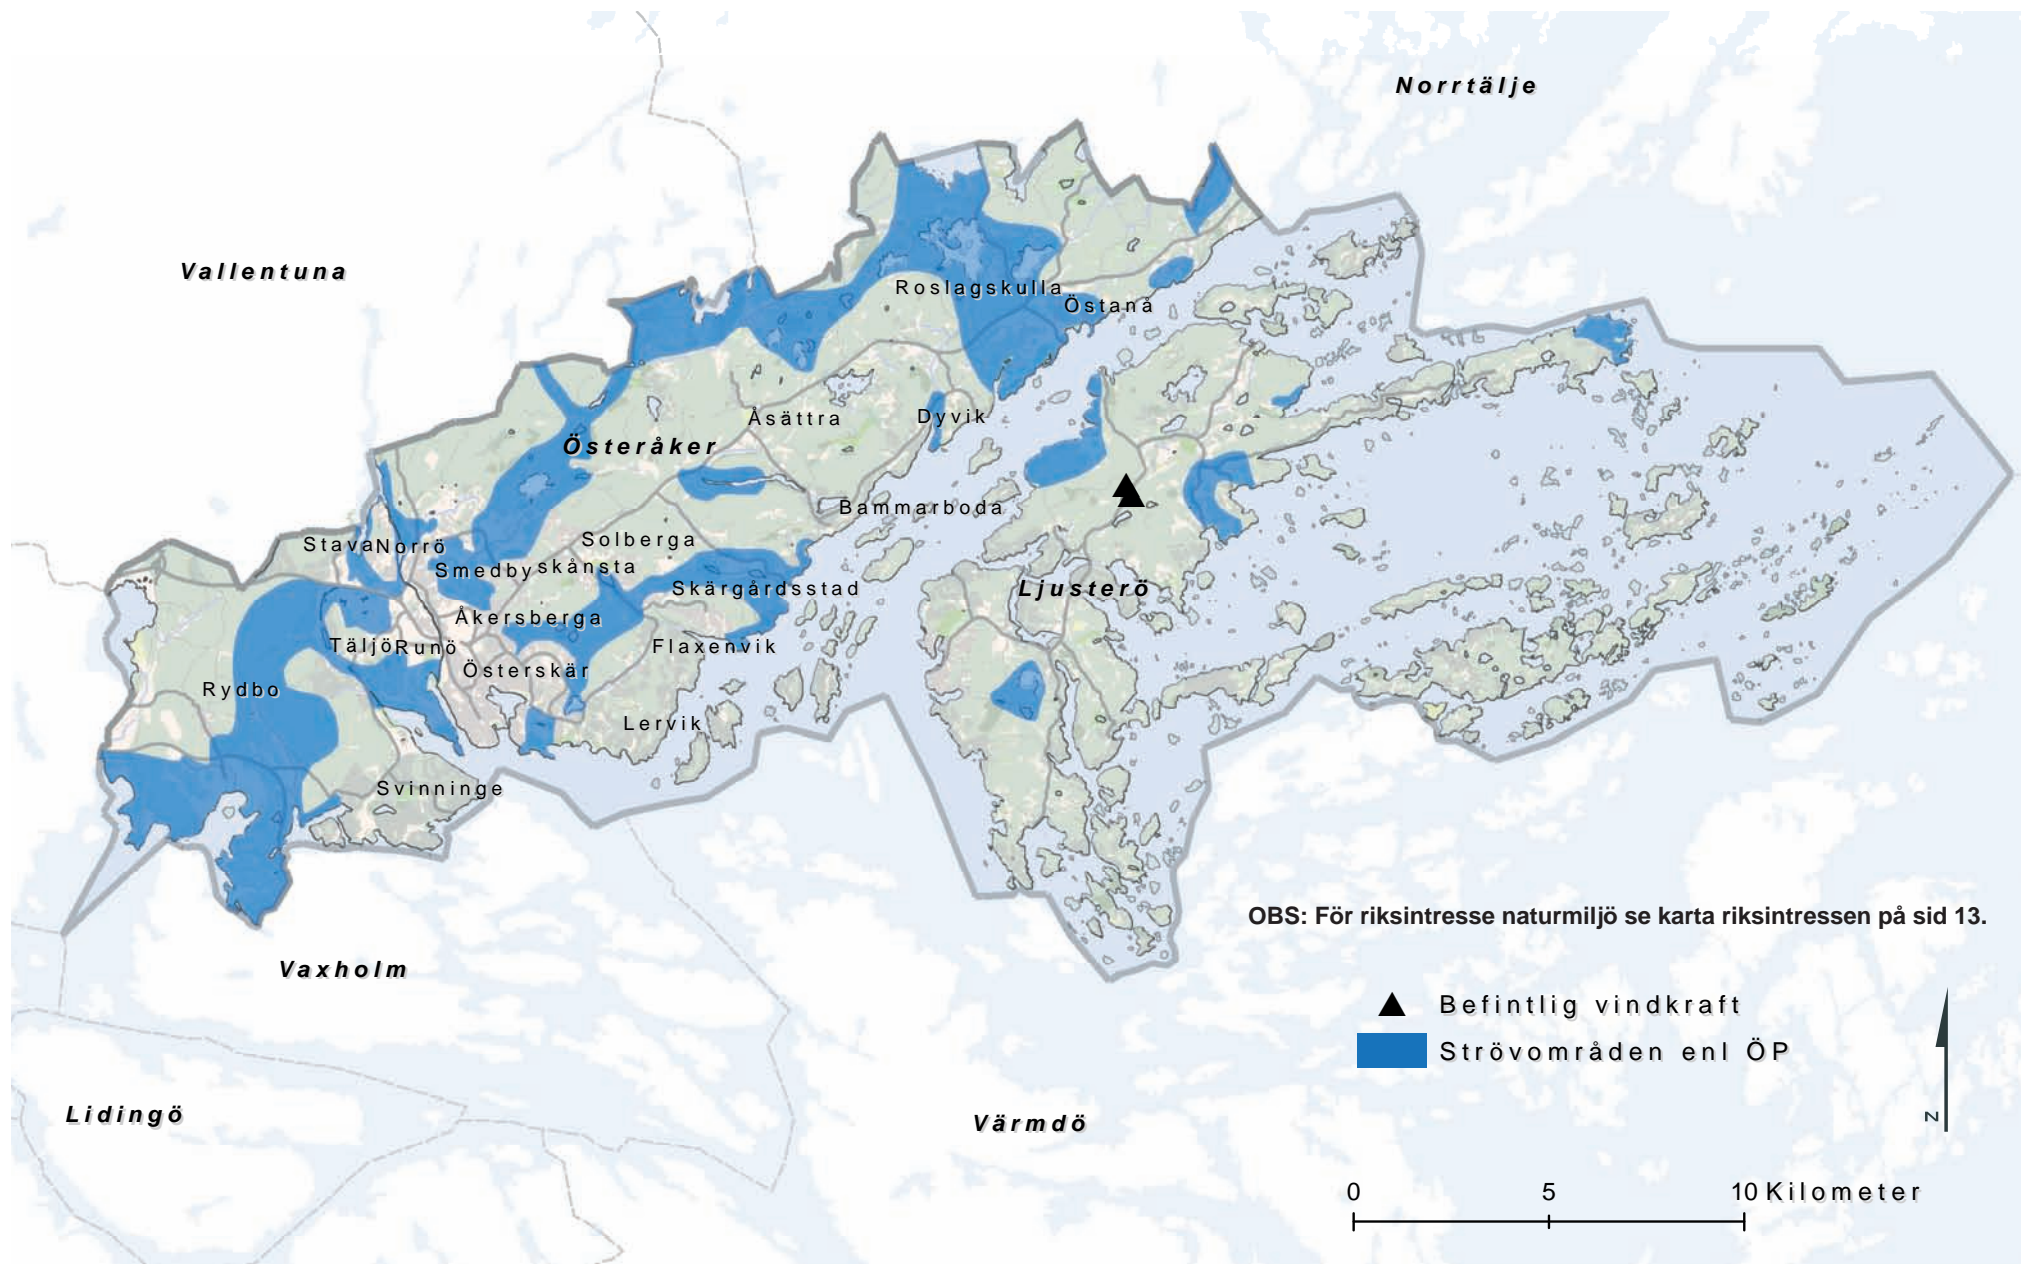 Norrtälje
Vallentuna
Roslagskulla
Östanå
Åsättra
Dyvik
Österåker
Bammarboda
Stava
Norrö
Solberga
Smedby
skånsta
Skärgårdsstad
Ljusterö
Åkersberga
Täljö
Runö
Flaxenvik
Österskär
Rydbo
Lervik
Svinninge
OBS: För riksintresse naturmiljö se karta riksintressen på sid 13.
Vaxholm
Befintlig vindkraft
Strövområden enl ÖP
Lidingö
Värmdö
N
0 5 10 Kilometer